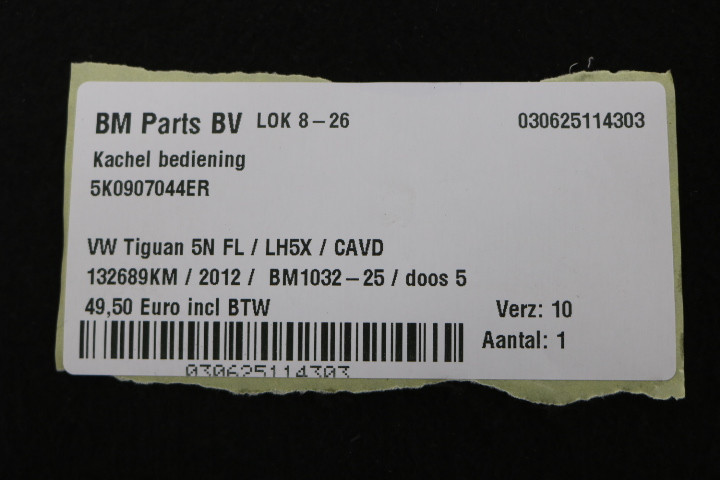 BM Parts BV LOK 8-26 030625114303
Kachel bediening
5K0907044ER
VW Tiguan 5N FL / LH5X / CAVD
132689KM / 2012 / BM1032-25 / doos 5
49,50 Euro incl BTW Verz: 10
Aantal: 1
030625114303